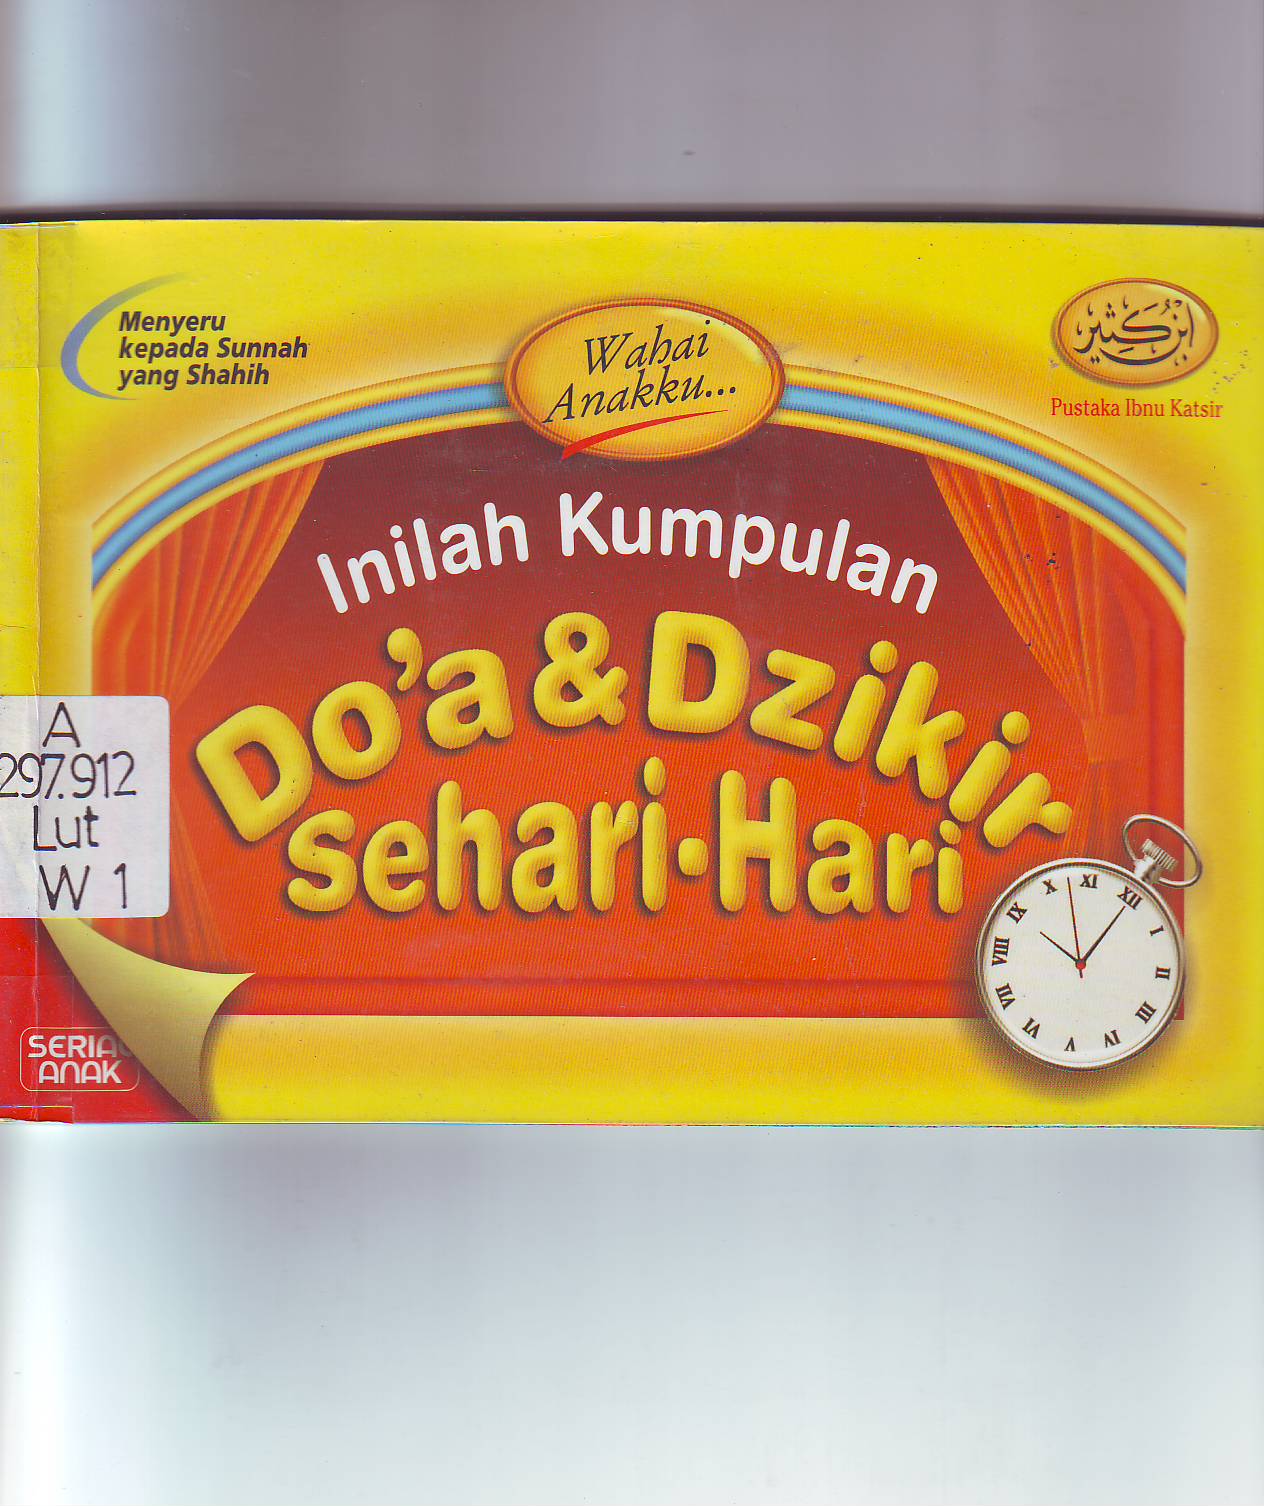 Menyeru
kepada Sunnah
yang Shahih
Wahai
Anakku...
ابن كثير
Pustaka Ibnu Katsir
Inilah Kumpulan
Do'a & Dzikir
sehari-Hari
A
297.912
Lut
W 1
XII
I
II
III
IV
V
VI
VII
VIII
IX
X
XI
SERIAL
ANAK